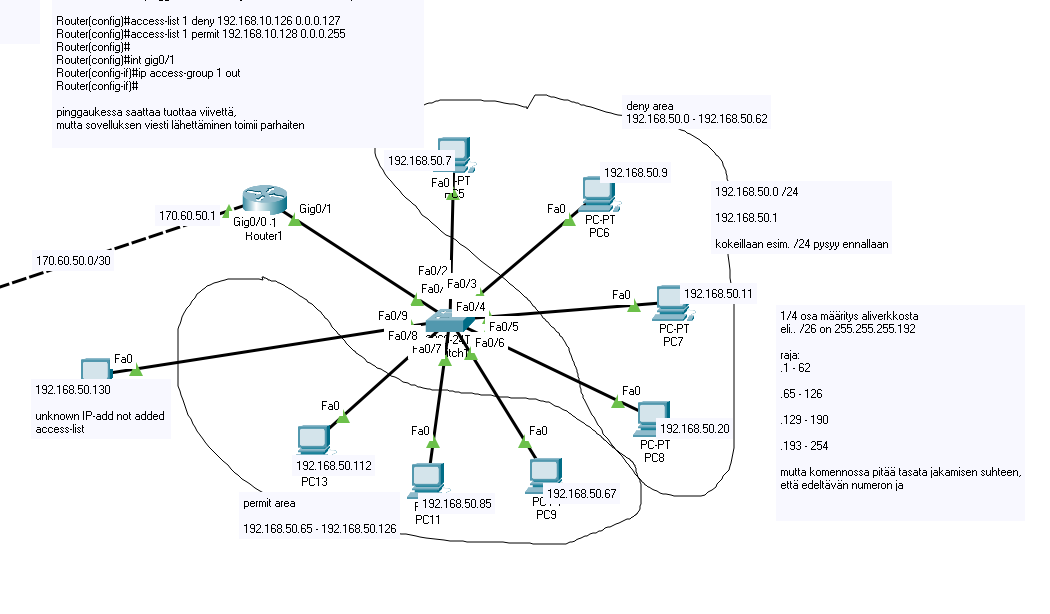 Router(config)#access-list 1 deny 192.168.10.126 0.0.0.127
Router(config)#access-list 1 permit 192.168.10.128 0.0.0.255
Router(config)#
Router(config)#int gig0/1
Router(config-if)#ip access-group 1 out
Router(config-if)#
pinggaukessa saattaa tuottaa viivettä,
mutta sovelluksen viesti lähettäminen toimii parhaiten
deny area
192.168.50.0 - 192.168.50.62
192.168.50.7
Fa0
192.168.50.9
Fa0
PC-PT
PC6
192.168.50.0 /24
192.168.50.1
kokeillaan esim. /24 pysyy ennallaan
170.60.50.1
Gig0/0
Gig0/1
Router1
170.60.50.0/30
Fa0/2
Fa0/3
Fa0/4
Fa0/9
Fa0/5
Fa0/8
Fa0/6
Fa0/7
Fa0
192.168.50.11
PC-PT
PC7
1/4 osa määritys aliverkkosta
eli.. /26 on 255.255.255.192
raja:
.1 - 62
.65 - 126
.129 - 190
.193 - 254
mutta komennossa pitää tasata jakamisen suhteen,
että edeltävän numeron ja
Fa0
192.168.50.130
unknown IP-add not added
access-list
Fa0
192.168.50.20
PC-PT
PC8
Fa0
192.168.50.112
PC13
Fa0
192.168.50.85
PC11
Fa0
192.168.50.67
PC9
permit area
192.168.50.65 - 192.168.50.126